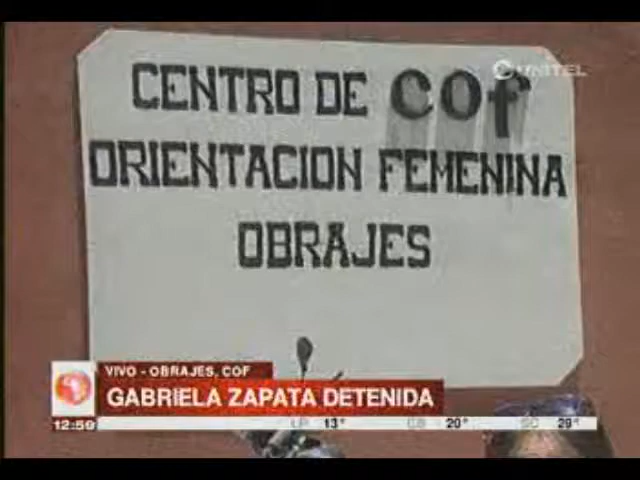 UNITEL
CENTRO DE COF
ORIENTACION FEMENINA
OBRAJES
VIVO - OBRAJES, COF
GABRIELA ZAPATA DETENIDA
12:59 LP 13° CB 20° SC 29°